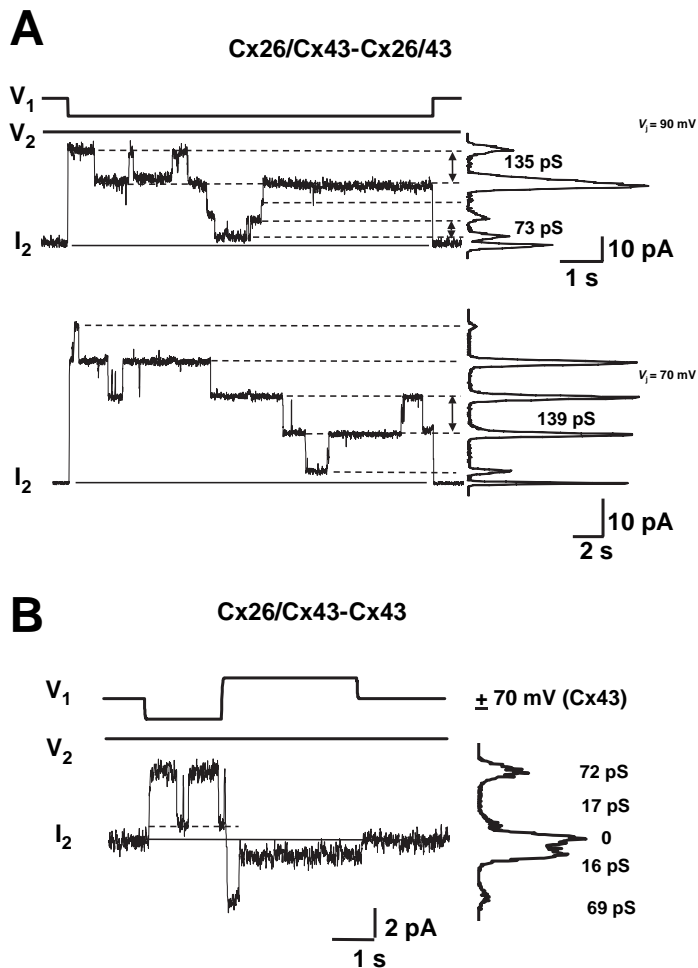 A
Cx26/Cx43-Cx26/43
V1
V2
Vj = 90 mV
135 pS
73 pS
I2
10 pA
1 s
Vj = 70 mV
139 pS
I2
10 pA
2 s
B
Cx26/Cx43-Cx43
V1
± 70 mV (Cx43)
V2
72 pS
17 pS
I2
0
16 pS
69 pS
2 pA
1 s